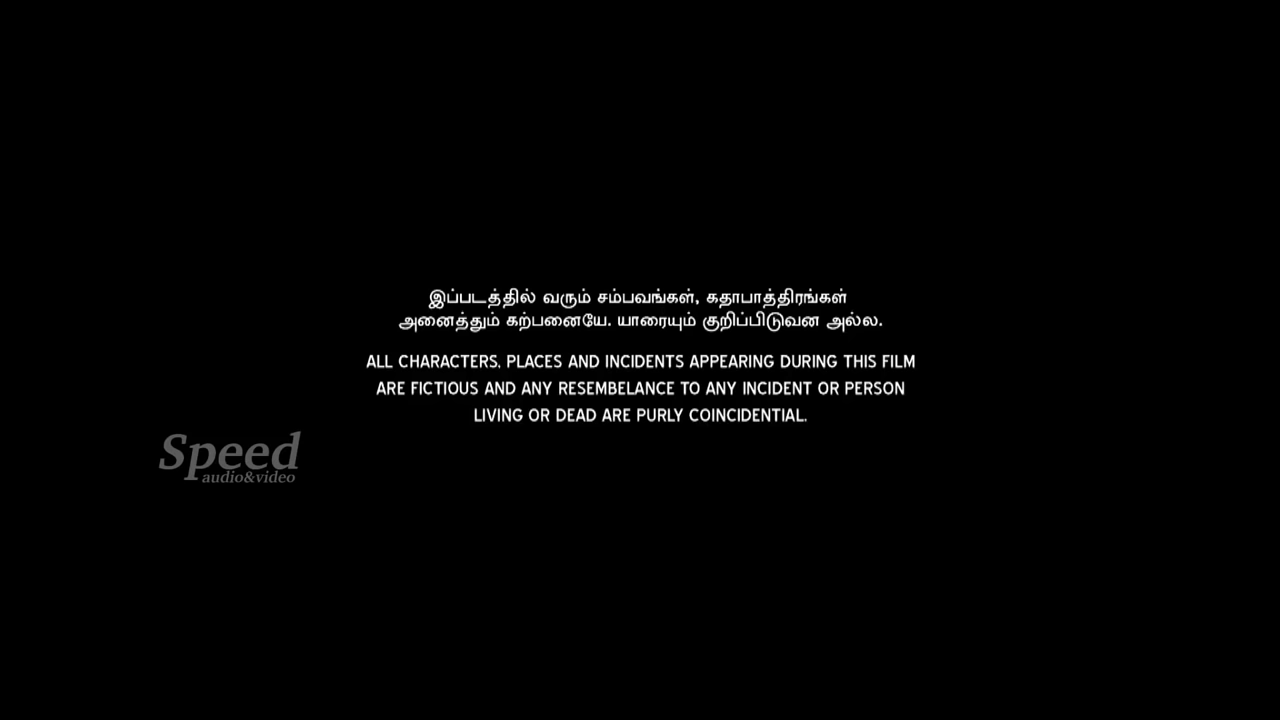 இப்படத்தில் வரும் சம்பவங்கள், கதாபாத்திரங்கள்
அனைத்தும் கற்பனையே. யாரையும் குறிப்பிடுவன அல்ல.
ALL CHARACTERS, PLACES AND INCIDENTS APPEARING DURING THIS FILM
ARE FICTIOUS AND ANY RESEMBELANCE TO ANY INCIDENT OR PERSON
LIVING OR DEAD ARE PURLY COINCIDENTIAL.
Speed
audio&video